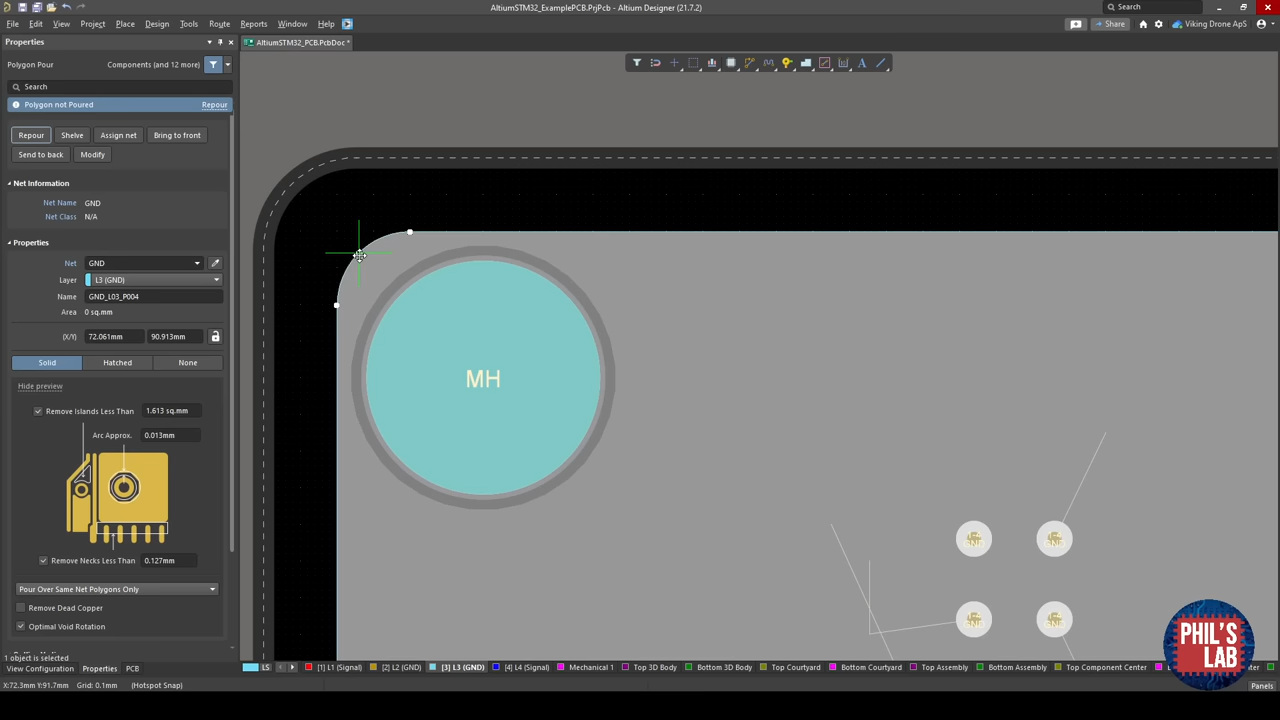 AltiumSTM32_ExamplePCB.PrjPcb - Altium Designer (21.7.2)
Search
File Edit View Project Place Design Tools Route Reports Window Help
Share
Viking Drone ApS
Properties
AltiumSTM32_PCB.PcbDoc *
Polygon Pour
Components (and 12 more)
Search
Polygon not Poured
Repour
Repour Shelve Assign net Bring to front
Send to back Modify
Net Information
Net Name GND
Net Class N/A
Properties
Net GND
Layer L3 (GND)
Name GND_L03_P004
Area 0 sq.mm
(X/Y) 72.061mm 90.913mm
Solid Hatched None
Hide preview
Remove Islands Less Than 1.613 sq.mm
Arc Approx. 0.013mm
Remove Necks Less Than 0.127mm
Pour Over Same Net Polygons Only
Remove Dead Copper
Optimal Void Rotation
MH
GND GND
GND GND
PHIL'S
LAB
1 object is selected
View Configuration Properties PCB
LS [1] L1 (Signal) [2] L2 (GND) [3] L3 (GND) [4] L4 (Signal) Mechanical 1 Top 3D Body Bottom 3D Body Top Courtyard Bottom Courtyard Top Assembly Bottom Assembly Top Component Center
X:72.3mm Y:91.7mm Grid: 0.1mm (Hotspot Snap)
Panels